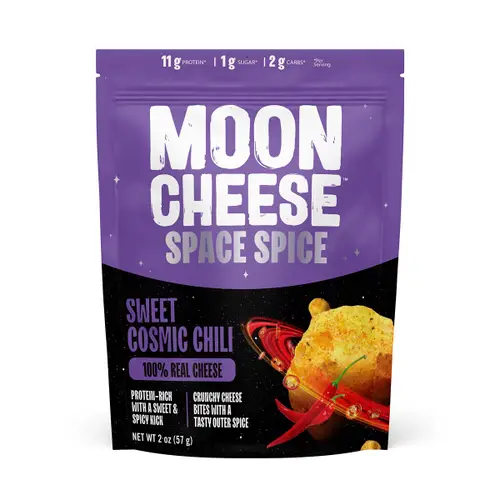 11g PROTEIN* | 1g SUGAR* | 2g CARBS* *Per Serving
MOON
CHEESE™
SPACE SPICE
SWEET
COSMIC CHILI
100% REAL CHEESE
PROTEIN-RICH
WITH A SWEET &
SPICY KICK
CRUNCHY CHEESE
BITES WITH A
TASTY OUTER SPICE
NET WT 2 oz (57 g)